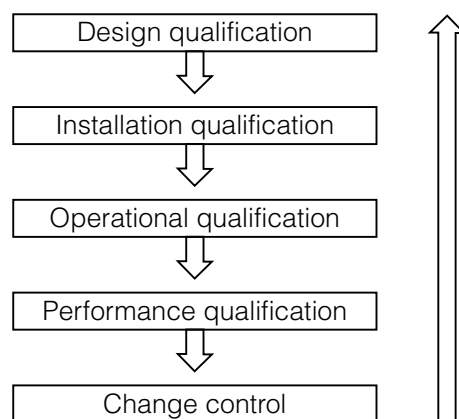 Design qualification
Installation qualification
Operational qualification
Performance qualification
Change control